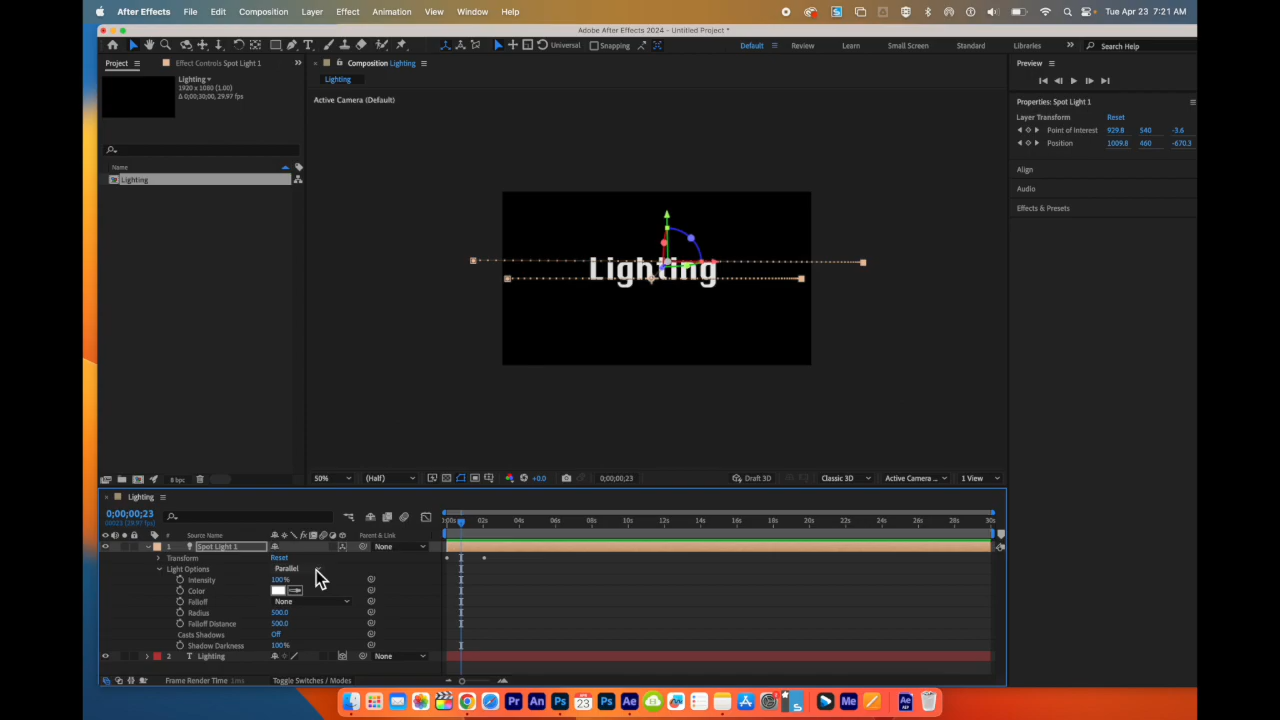 After Effects File Edit Composition Layer Effect Animation View Window Help Tue Apr 23 7:21 AM
Adobe After Effects 2024 - Untitled Project *
Universal Snapping Default Review Learn Small Screen Standard Libraries Search Help
Project Effect Controls Spot Light 1 Composition Lighting Preview
Lighting
1920 x 1080 (1.00)
Δ 0;00;30;00, 29.97 fps
Lighting
Active Camera (Default)
Properties: Spot Light 1
Layer Transform Reset
Point of Interest 929.8 540 -3.6
Position 1009.8 460 -670.3
Align
Audio
Effects & Presets
Name
Lighting
Lighting
8 bpc
50% (Half) +0.0 0;00;00;23 Draft 3D Classic 3D Active Camera ... 1 View
Lighting
0;00;00;23
00023 (29.97 fps)
:00s 02s 04s 06s 08s 10s 12s 14s 16s 18s 20s 22s 24s 26s 28s 30s
# Source Name Parent & Link
1 Spot Light 1 None
Transform Reset
Light Options Parallel
Intensity 100%
Color
Falloff None
Radius 500.0
Falloff Distance 500.0
Casts Shadows Off
Shadow Darkness 100%
2 T Lighting None
Frame Render Time 1ms Toggle Switches / Modes